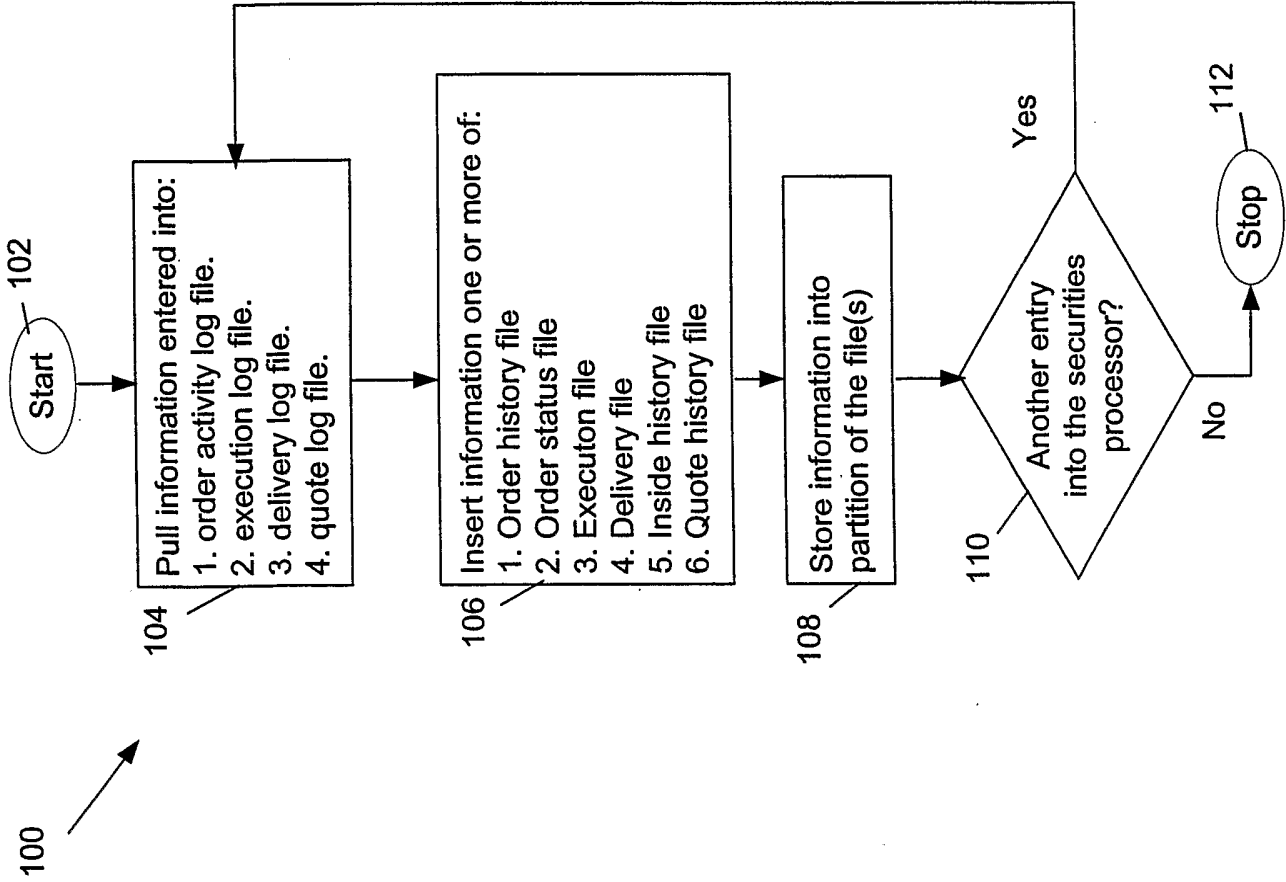 100
102
Start
104
Pull information entered into:
1. order activity log file.
2. execution log file.
3. delivery log file.
4. quote log file.
106
Insert information one or more of:
1. Order history file
2. Order status file
3. Executon file
4. Delivery file
5. Inside history file
6. Quote history file
108
Store information into
partition of the file(s)
110
Another entry
into the securities
processor?
Yes
No
112
Stop